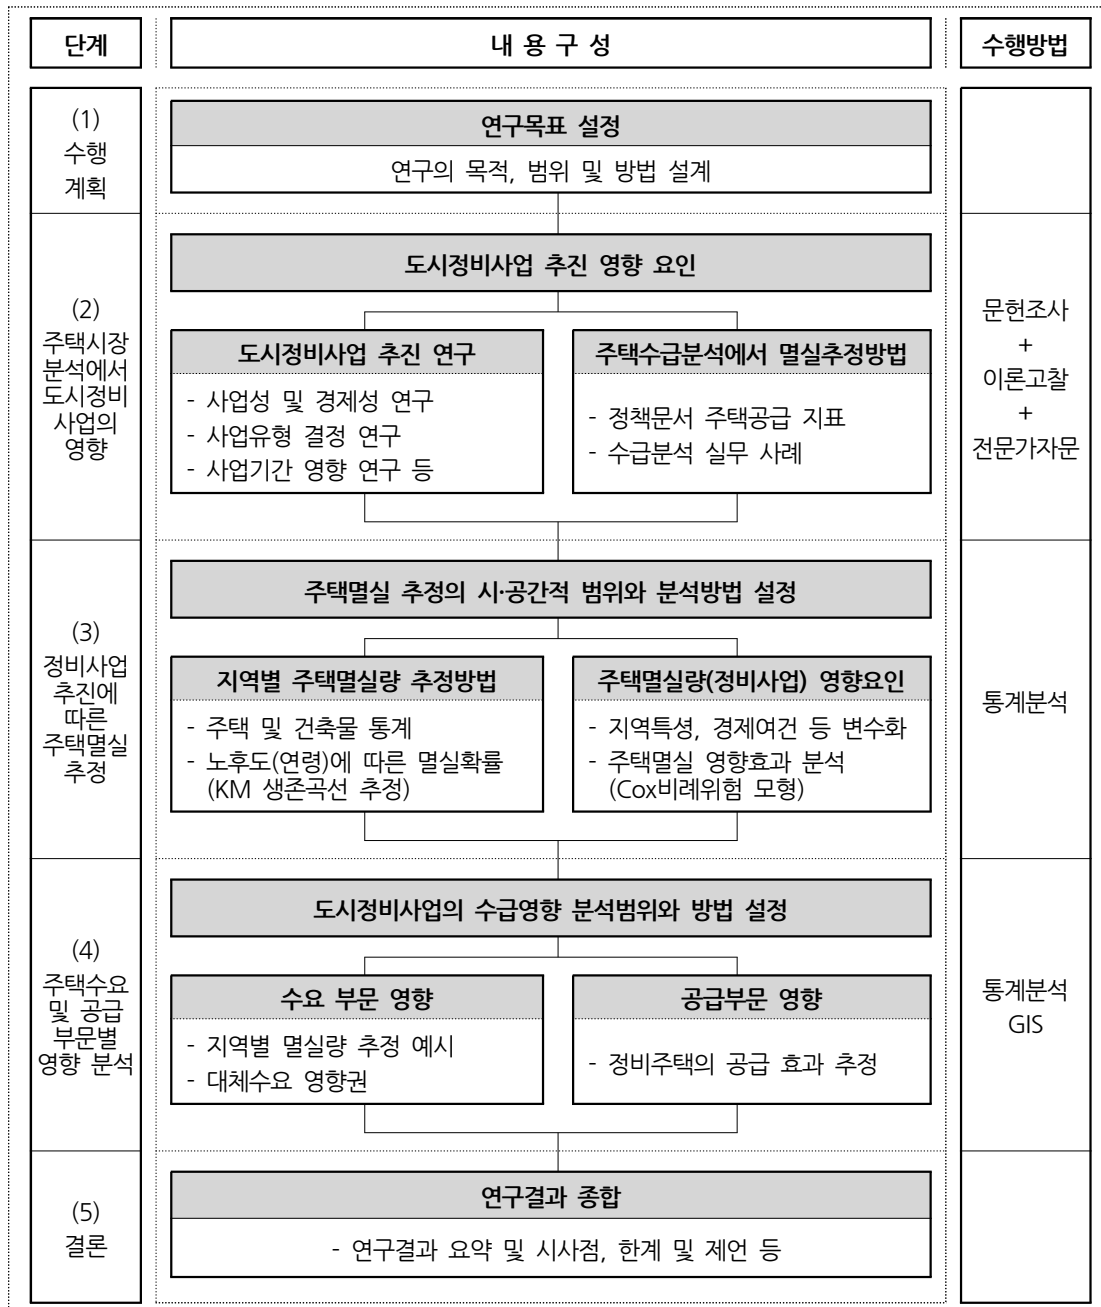 단계
내 용 구 성
수행방법
(1)
수행
계획
연구목표 설정
연구의 목적, 범위 및 방법 설계
(2)
주택시장
분석에서
도시정비
사업의
영향
도시정비사업 추진 영향 요인
도시정비사업 추진 연구
- 사업성 및 경제성 연구
- 사업유형 결정 연구
- 사업기간 영향 연구 등
주택수급분석에서 멸실추정방법
- 정책문서 주택공급 지표
- 수급분석 실무 사례
문헌조사
+
이론고찰
+
전문가자문
(3)
정비사업
추진에
따른
주택멸실
추정
주택멸실 추정의 시·공간적 범위와 분석방법 설정
지역별 주택멸실량 추정방법
- 주택 및 건축물 통계
- 노후도(연령)에 따른 멸실확률
(KM 생존곡선 추정)
주택멸실량(정비사업) 영향요인
- 지역특성, 경제여건 등 변수화
- 주택멸실 영향효과 분석
(Cox비례위험 모형)
통계분석
(4)
주택수요
및 공급
부문별
영향 분석
도시정비사업의 수급영향 분석범위와 방법 설정
수요 부문 영향
- 지역별 멸실량 추정 예시
- 대체수요 영향권
공급부문 영향
- 정비주택의 공급 효과 추정
통계분석
GIS
(5)
결론
연구결과 종합
- 연구결과 요약 및 시사점, 한계 및 제언 등